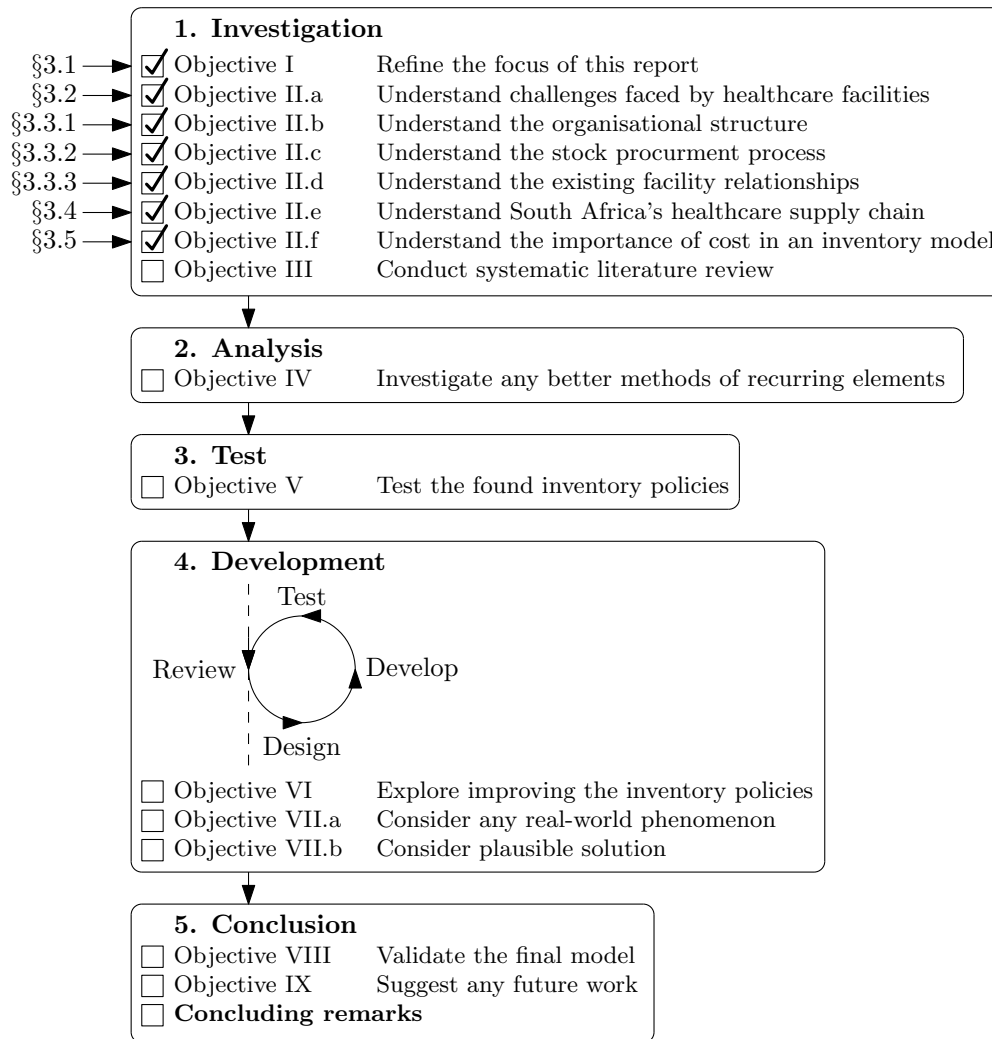 1. Investigation
§3.1 Objective I Refine the focus of this report
§3.2 Objective II.a Understand challenges faced by healthcare facilities
§3.3.1 Objective II.b Understand the organisational structure
§3.3.2 Objective II.c Understand the stock procurment process
§3.3.3 Objective II.d Understand the existing facility relationships
§3.4 Objective II.e Understand South Africa's healthcare supply chain
§3.5 Objective II.f Understand the importance of cost in an inventory model
Objective III Conduct systematic literature review
2. Analysis
Objective IV Investigate any better methods of recurring elements
3. Test
Objective V Test the found inventory policies
4. Development
Test
Review Develop
Design
Objective VI Explore improving the inventory policies
Objective VII.a Consider any real-world phenomenon
Objective VII.b Consider plausible solution
5. Conclusion
Objective VIII Validate the final model
Objective IX Suggest any future work
Concluding remarks